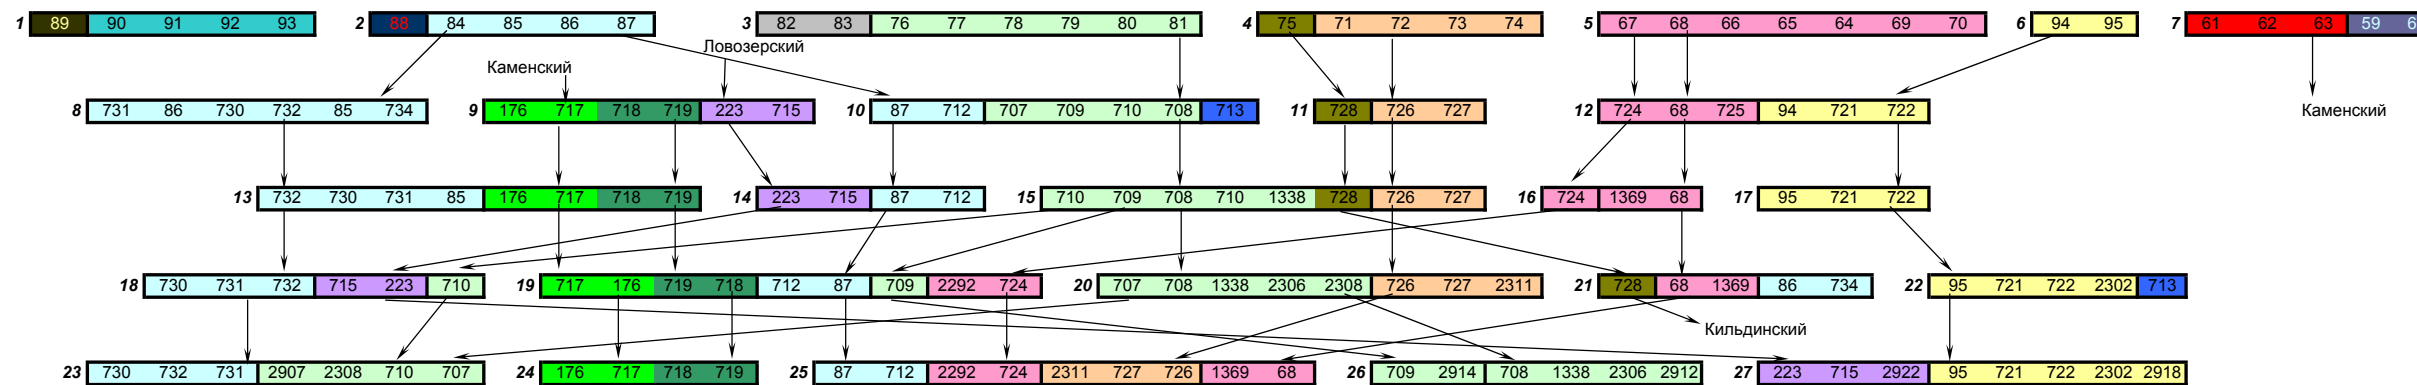 1 89 90 91 92 93 2 88 84 85 86 87 3 82 83 76 77 78 79 80 81 4 75 71 72 73 74 5 67 68 66 65 64 69 70 6 94 95 7 61 62 63 59
Ловозерский
Каменский
8 731 86 730 732 85 734 9 176 717 718 719 223 715 10 87 712 707 709 710 708 713 11 728 726 727 12 724 68 725 94 721 722 Каменский
13 732 730 731 85 176 717 718 719 14 223 715 87 712 15 710 709 708 710 1338 728 726 727 16 724 1369 68 17 95 721 722
18 730 731 732 715 223 710 19 717 176 719 718 712 87 709 2292 724 20 707 708 1338 2306 2308 726 727 2311 21 728 68 1369 86 734 22 95 721 722 2302 713
Кильдинский
23 730 732 731 2907 2308 710 707 24 176 717 718 719 25 87 712 2292 724 2311 727 726 1369 68 26 709 2914 708 1338 2306 2912 27 223 715 2922 95 721 722 2302 2918